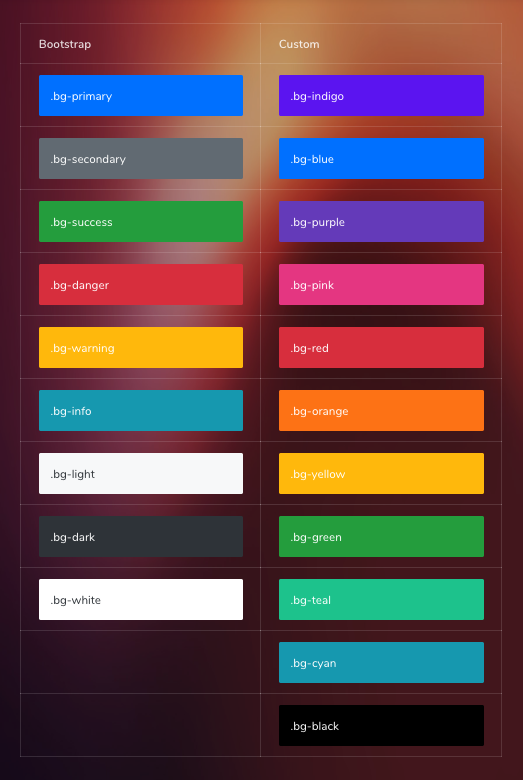 Bootstrap Custom
.bg-primary .bg-indigo
.bg-secondary .bg-blue
.bg-success .bg-purple
.bg-danger .bg-pink
.bg-warning .bg-red
.bg-info .bg-orange
.bg-light .bg-yellow
.bg-dark .bg-green
.bg-white .bg-teal
.bg-cyan
.bg-black